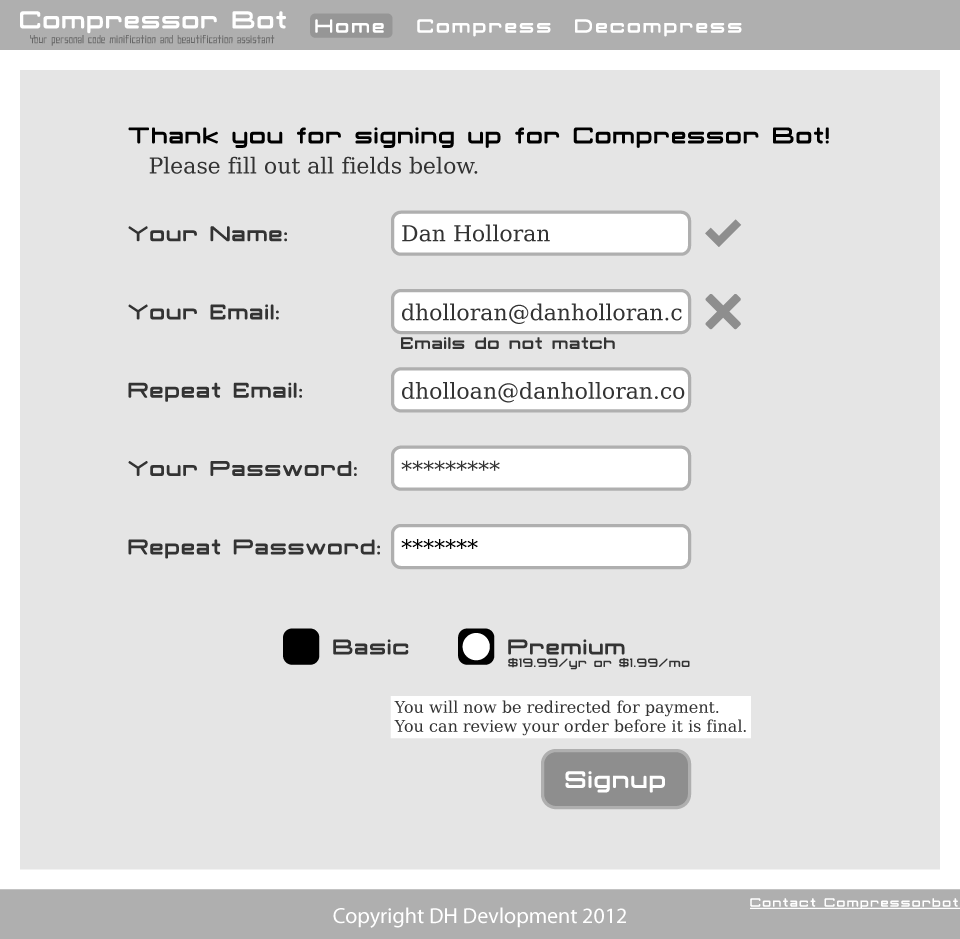 Compressor Bot
Your personal code minification and beautification assistant
Home Compress Decompress
Thank you for signing up for Compressor Bot!
Please fill out all fields below.
Your Name: Dan Holloran
Your Email: dholloran@danholloran.c
Emails do not match
Repeat Email: dholloan@danholloran.co
Your Password: *********
Repeat Password: *******
Basic Premium
$19.99/yr or $1.99/mo
You will now be redirected for payment.
You can review your order before it is final.
Signup
Contact Compressorbot
Copyright DH Devlopment 2012